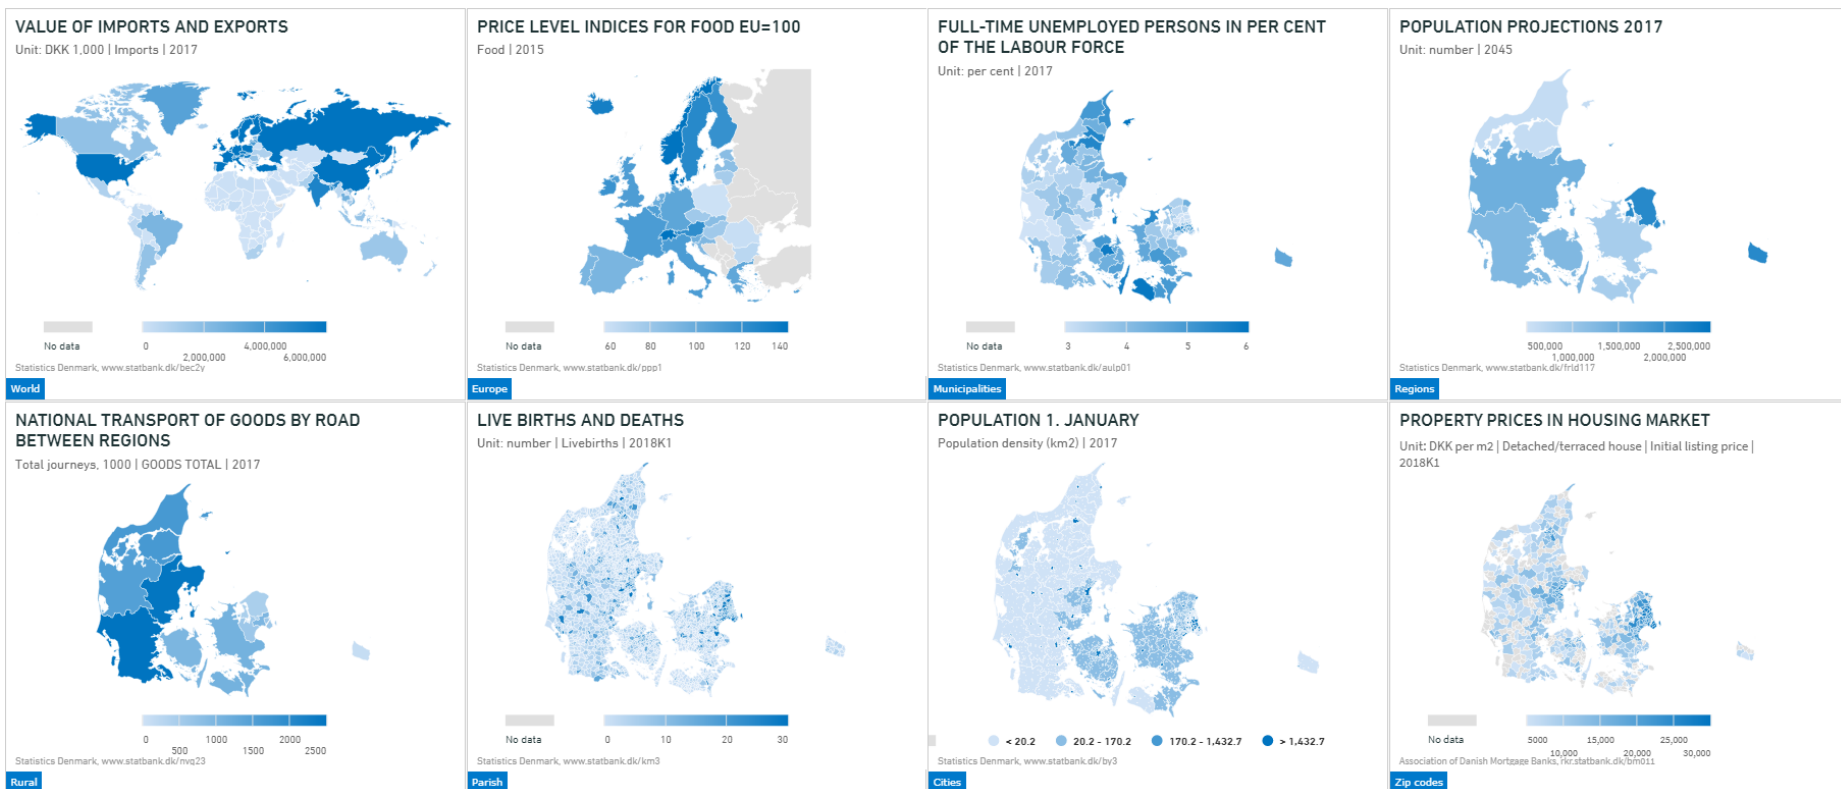 VALUE OF IMPORTS AND EXPORTS
Unit: DKK 1,000 | Imports | 2017
No data
0
2,000,000
4,000,000
6,000,000
Statistics Denmark, www.statbank.dk/bec2y
World
PRICE LEVEL INDICES FOR FOOD EU=100
Food | 2015
No data
60
80
100
120
140
Statistics Denmark, www.statbank.dk/ppp1
Europe
FULL-TIME UNEMPLOYED PERSONS IN PER CENT
OF THE LABOUR FORCE
Unit: per cent | 2017
No data
3
4
5
6
Statistics Denmark, www.statbank.dk/aulp01
Municipalities
POPULATION PROJECTIONS 2017
Unit: number | 2045
500,000
1,000,000
1,500,000
2,000,000
2,500,000
Statistics Denmark, www.statbank.dk/frld117
Regions
NATIONAL TRANSPORT OF GOODS BY ROAD
BETWEEN REGIONS
Total journeys, 1000 | GOODS TOTAL | 2017
0
500
1000
1500
2000
2500
Statistics Denmark, www.statbank.dk/nvg23
Rural
LIVE BIRTHS AND DEATHS
Unit: number | Livebirths | 2018K1
No data
0
10
20
30
Statistics Denmark, www.statbank.dk/km3
Parish
POPULATION 1. JANUARY
Population density (km2) | 2017
< 20.2
20.2 - 170.2
170.2 - 1,432.7
> 1,432.7
Statistics Denmark, www.statbank.dk/by3
Cities
PROPERTY PRICES IN HOUSING MARKET
Unit: DKK per m2 | Detached/terraced house | Initial listing price |
2018K1
No data
5000
10,000
15,000
20,000
25,000
30,000
Association of Danish Mortgage Banks, rkr.statbank.dk/bm011
Zip codes